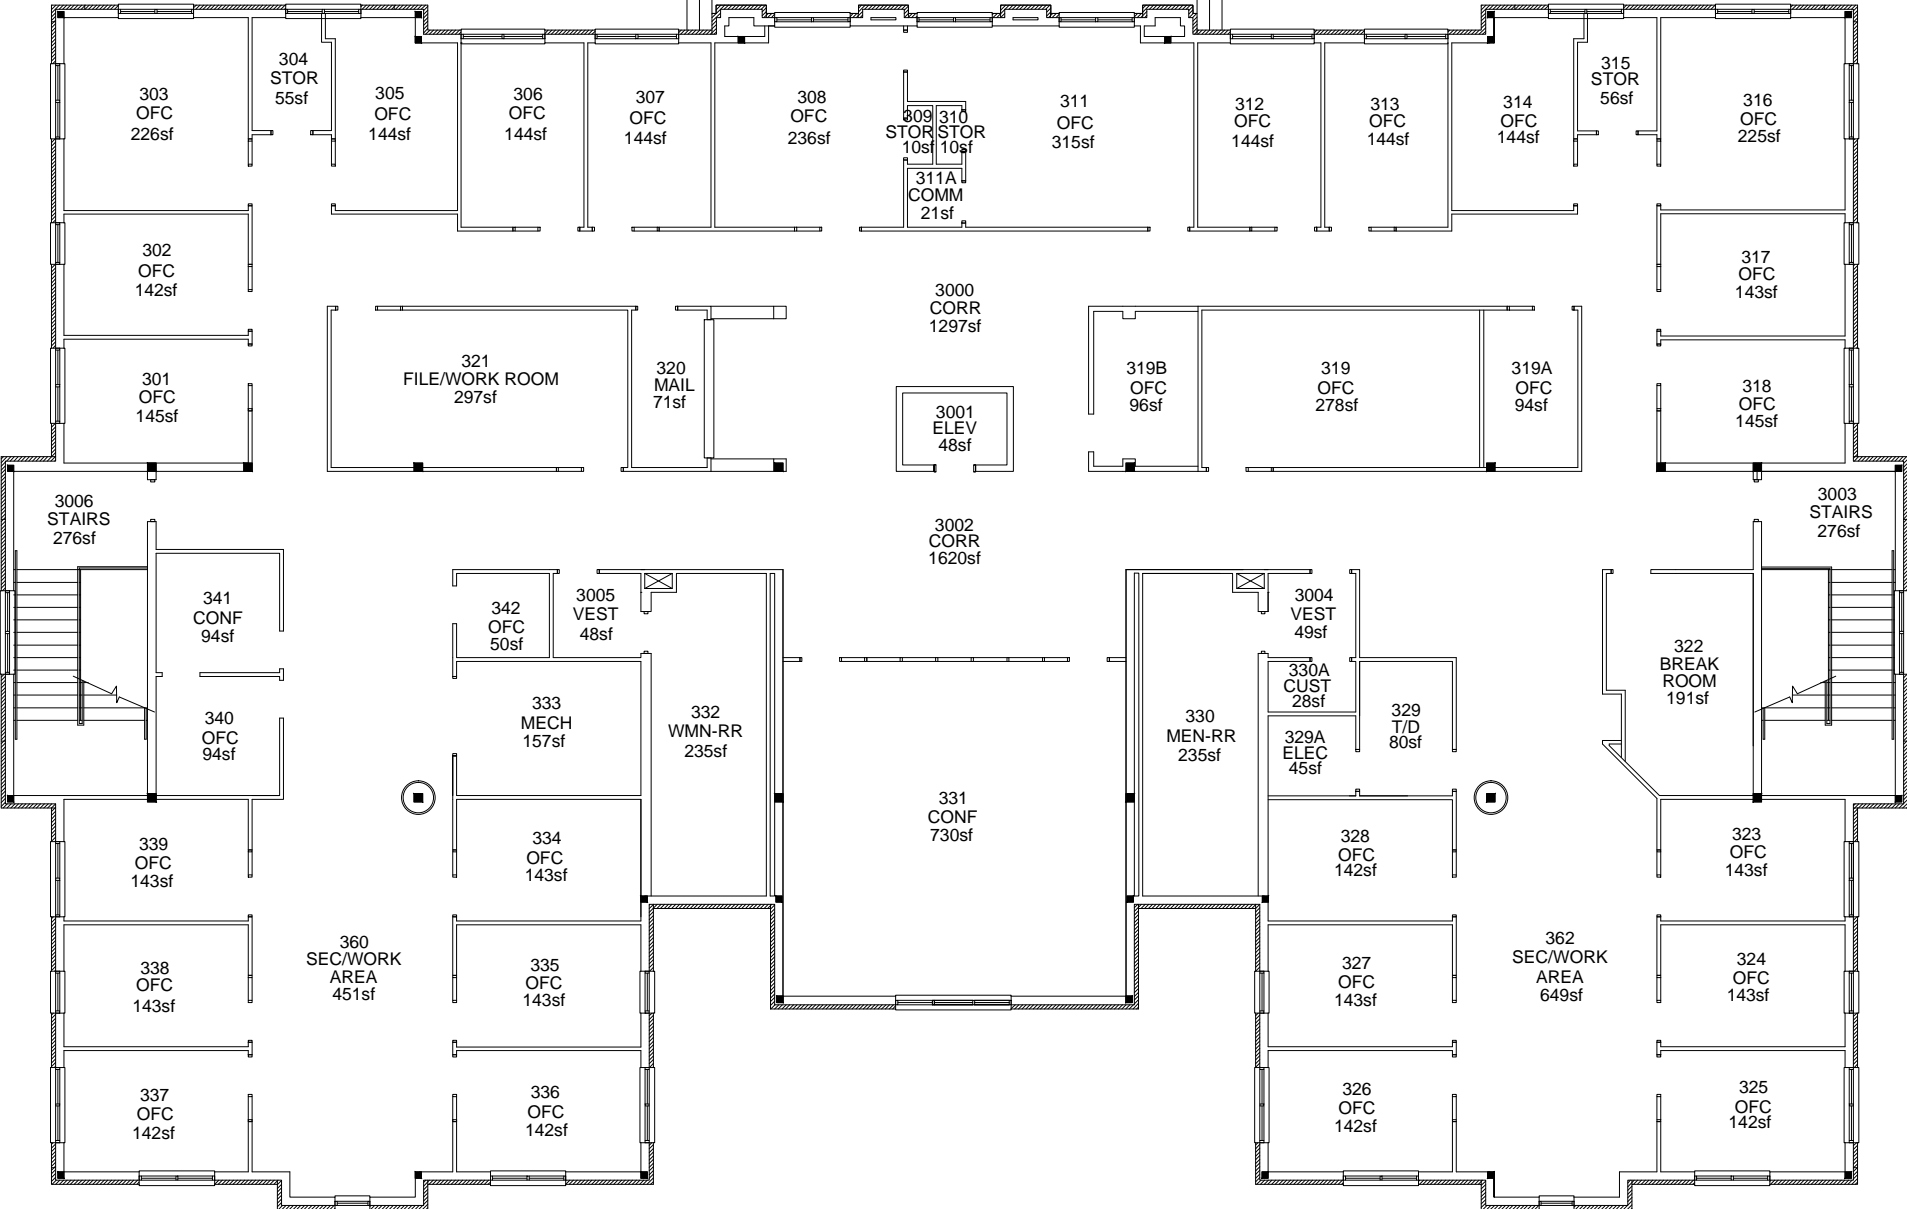 303
OFC
226sf
304
STOR
55sf
305
OFC
144sf
306
OFC
144sf
307
OFC
144sf
308
OFC
236sf
309
STOR
10sf
310
STOR
10sf
311A
COMM
21sf
311
OFC
315sf
312
OFC
144sf
313
OFC
144sf
314
OFC
144sf
315
STOR
56sf
316
OFC
225sf
302
OFC
142sf
3000
CORR
1297sf
317
OFC
143sf
301
OFC
145sf
321
FILE/WORK ROOM
297sf
320
MAIL
71sf
3001
ELEV
48sf
319B
OFC
96sf
319
OFC
278sf
319A
OFC
94sf
318
OFC
145sf
3006
STAIRS
276sf
3002
CORR
1620sf
3003
STAIRS
276sf
341
CONF
94sf
342
OFC
50sf
3005
VEST
48sf
3004
VEST
49sf
322
BREAK
ROOM
191sf
340
OFC
94sf
333
MECH
157sf
332
WMN-RR
235sf
330
MEN-RR
235sf
330A
CUST
28sf
329A
ELEC
45sf
329
T/D
80sf
339
OFC
143sf
334
OFC
143sf
331
CONF
730sf
328
OFC
142sf
323
OFC
143sf
338
OFC
143sf
360
SEC/WORK
AREA
451sf
335
OFC
143sf
327
OFC
143sf
362
SEC/WORK
AREA
649sf
324
OFC
143sf
337
OFC
142sf
336
OFC
142sf
326
OFC
142sf
325
OFC
142sf